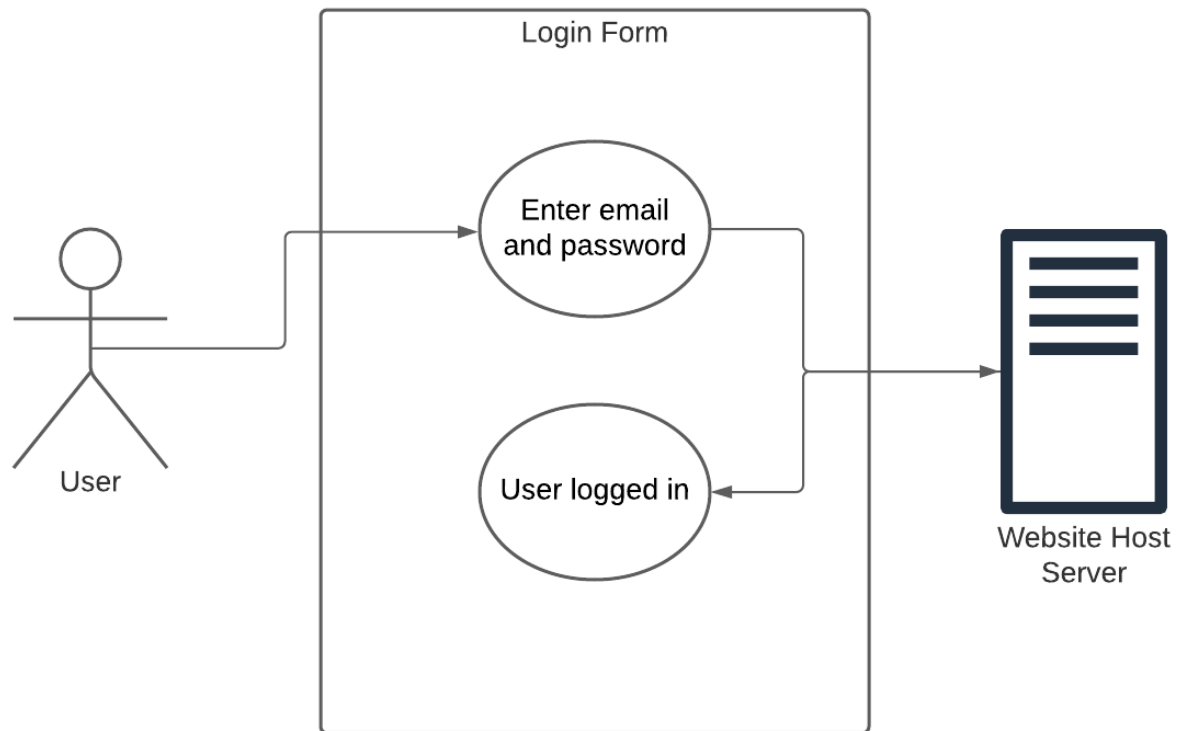 Login Form
Enter email
and password
User
User logged in
Website Host
Server